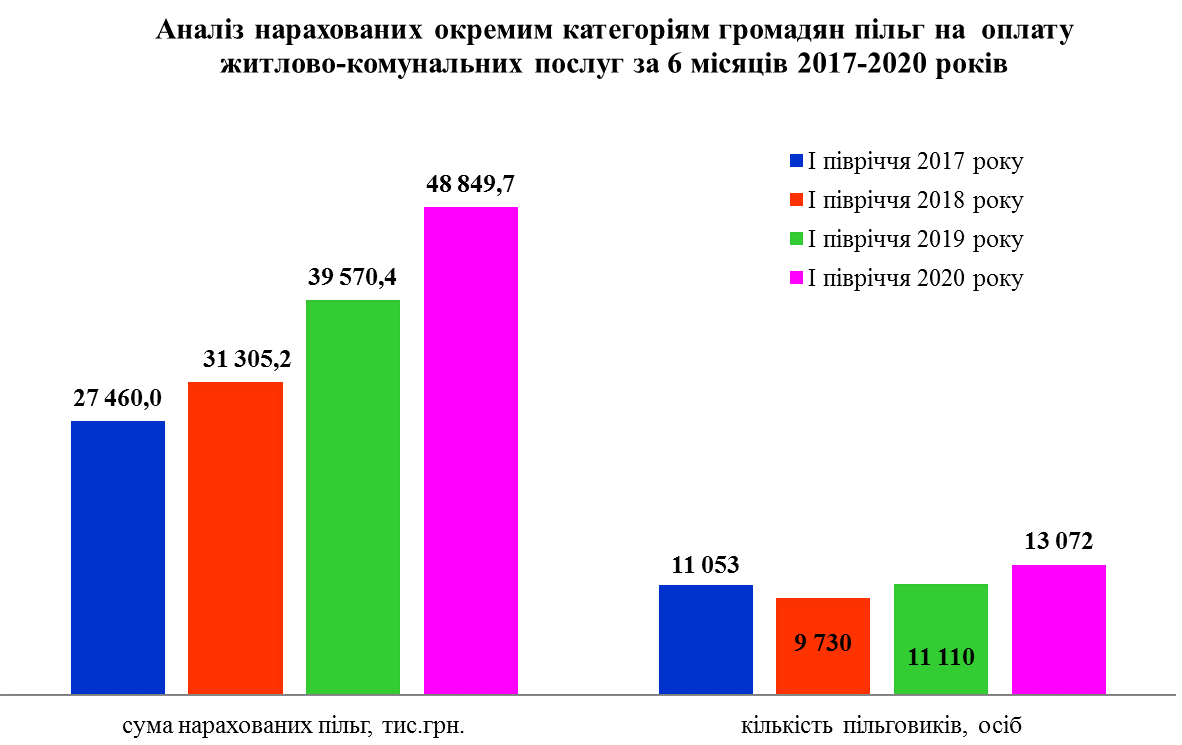 Аналіз нарахованих окремим категоріям громадян пільг на оплату
житлово-комунальних послуг за 6 місяців 2017-2020 років
І півріччя 2017 року
І півріччя 2018 року
І півріччя 2019 року
І півріччя 2020 року
48 849,7
39 570,4
31 305,2
27 460,0
13 072
11 053
9 730
11 110
сума нарахованих пільг, тис.грн.
кількість пільговиків, осіб